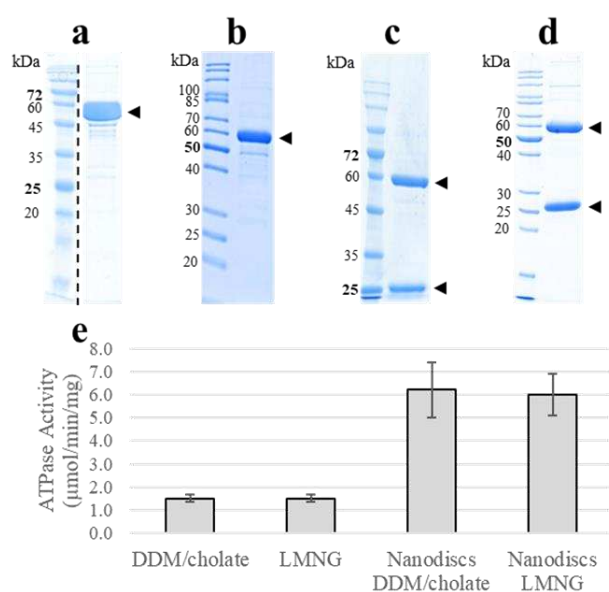 a
b
c
d
kDa
72
60
45
35
25
20
kDa
100
85
70
60
50
40
30
25
20
kDa
72
60
45
35
25
kDa
70
60
50
40
30
25
20
e
ATPase Activity
(µmol/min/mg)
8.0
7.0
6.0
5.0
4.0
3.0
2.0
1.0
0.0
DDM/cholate
LMNG
Nanodiscs
DDM/cholate
Nanodiscs
LMNG